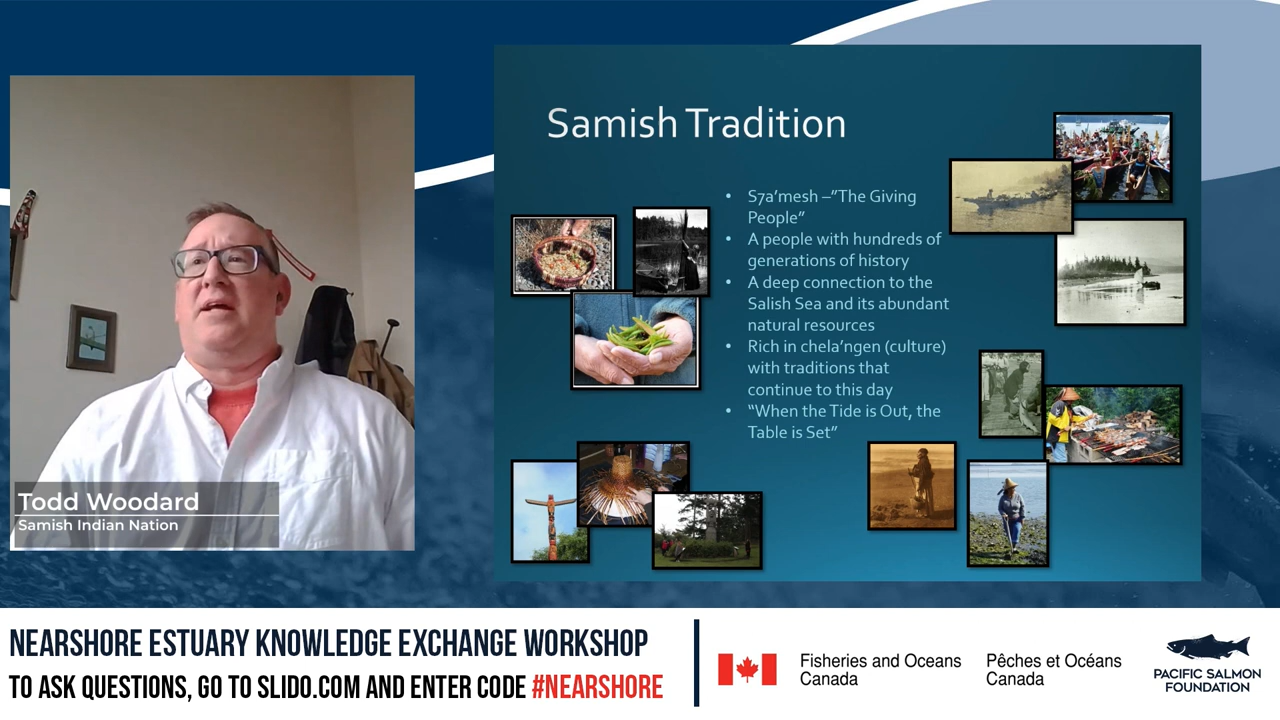 Samish Tradition
• S7a’mesh –”The Giving
People”
• A people with hundreds of
generations of history
• A deep connection to the
Salish Sea and its abundant
natural resources
• Rich in chela’ngen (culture)
with traditions that
continue to this day
• “When the Tide is Out, the
Table is Set”
Todd Woodard
Samish Indian Nation
NEARSHORE ESTUARY KNOWLEDGE EXCHANGE WORKSHOP
TO ASK QUESTIONS, GO TO SLIDO.COM AND ENTER CODE #NEARSHORE
Fisheries and Oceans
Canada
Pêches et Océans
Canada
PACIFIC SALMON
FOUNDATION